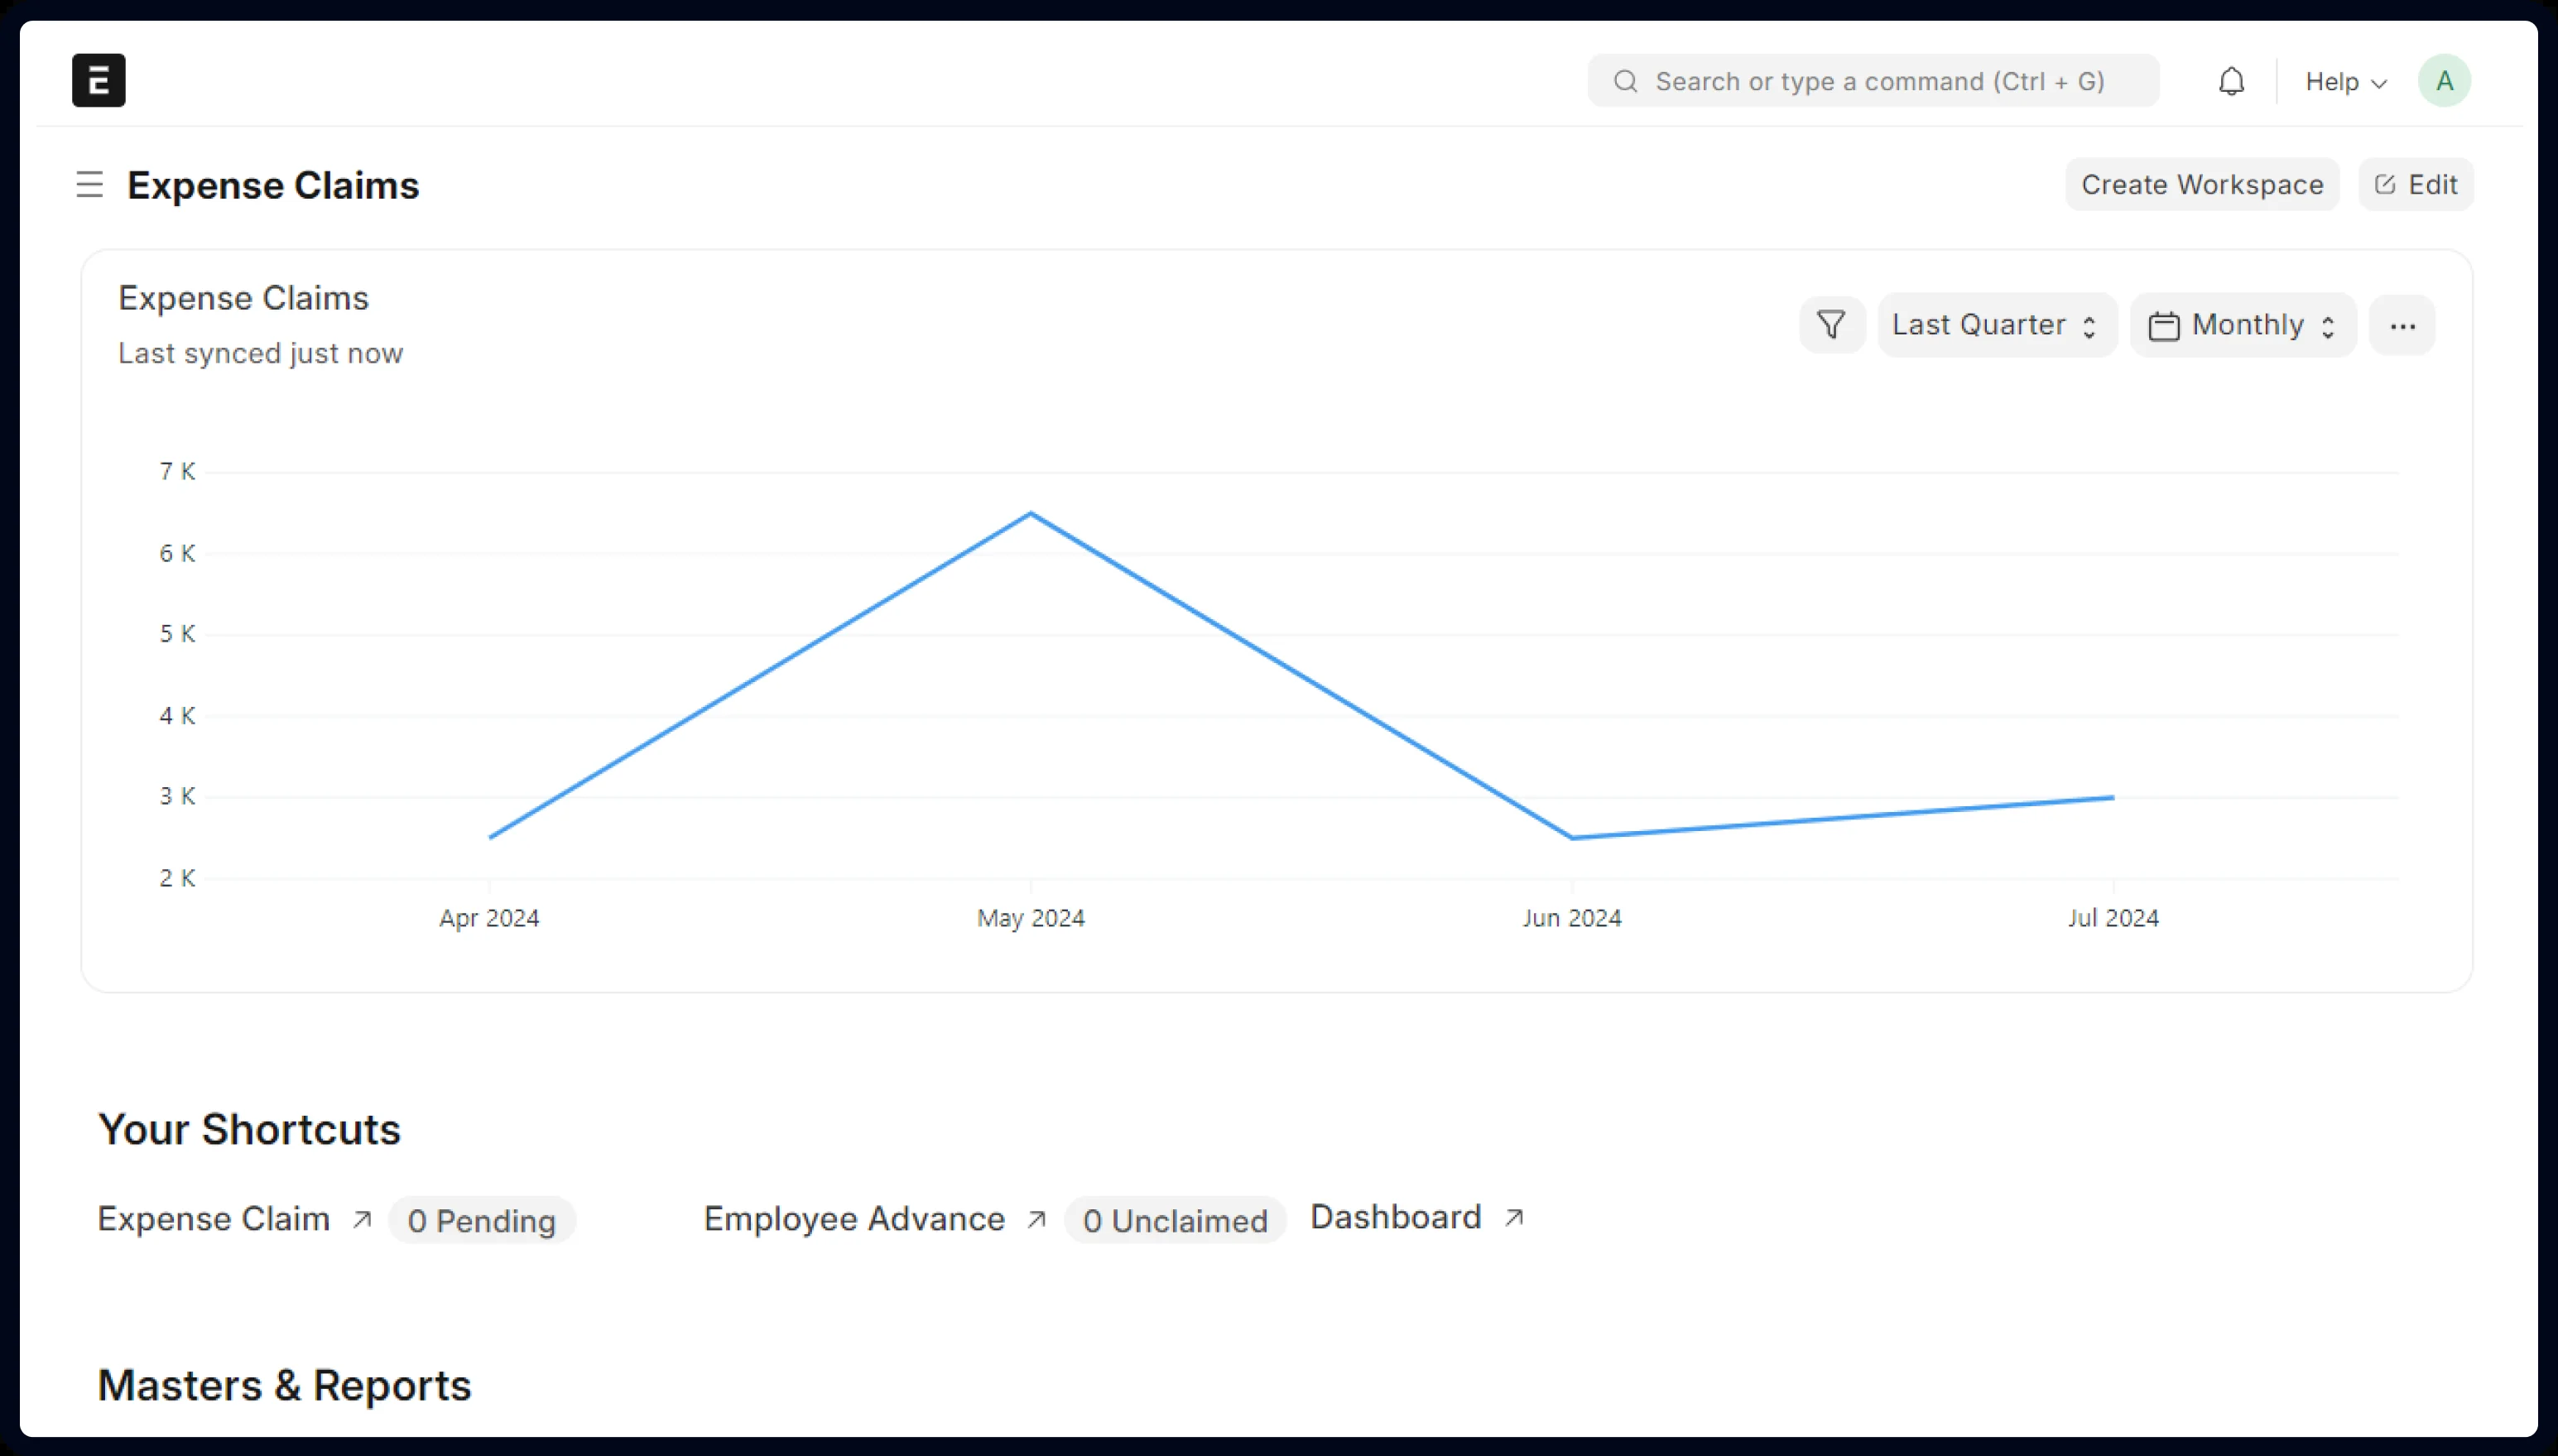 E
Search or type a command (Ctrl + G)
Help
A
Expense Claims
Create Workspace
Edit
Expense Claims
Last synced just now
Last Quarter
Monthly
7 K
6 K
5 K
4 K
3 K
2 K
Apr 2024
May 2024
Jun 2024
Jul 2024
Your Shortcuts
Expense Claim
0 Pending
Employee Advance
0 Unclaimed
Dashboard
Masters & Reports